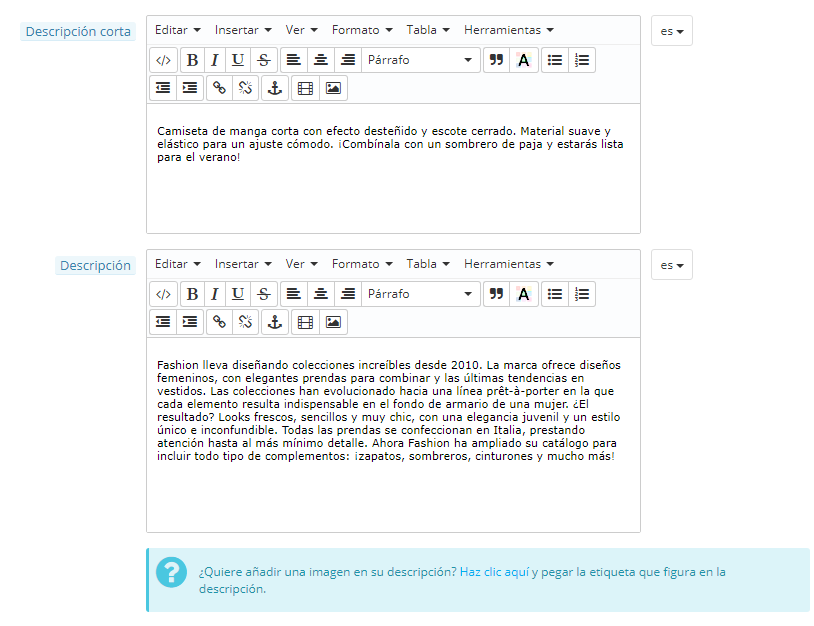 Descripción corta
Editar Insertar Ver Formato Tabla Herramientas
es
</> B I U S Párrafo A
Camiseta de manga corta con efecto desteñido y escote cerrado. Material suave y
elástico para un ajuste cómodo. ¡Combínala con un sombrero de paja y estarás lista
para el verano!
Descripción
Editar Insertar Ver Formato Tabla Herramientas
es
</> B I U S Párrafo A
Fashion lleva diseñando colecciones increíbles desde 2010. La marca ofrece diseños
femeninos, con elegantes prendas para combinar y las últimas tendencias en
vestidos. Las colecciones han evolucionado hacia una línea prêt-à-porter en la que
cada elemento resulta indispensable en el fondo de armario de una mujer. ¿El
resultado? Looks frescos, sencillos y muy chic, con una elegancia juvenil y un estilo
único e inconfundible. Todas las prendas se confeccionan en Italia, prestando
atención hasta al más mínimo detalle. Ahora Fashion ha ampliado su catálogo para
incluir todo tipo de complementos: ¡zapatos, sombreros, cinturones y mucho más!
? ¿Quiere añadir una imagen en su descripción? Haz clic aquí y pegar la etiqueta que figura en la
descripción.